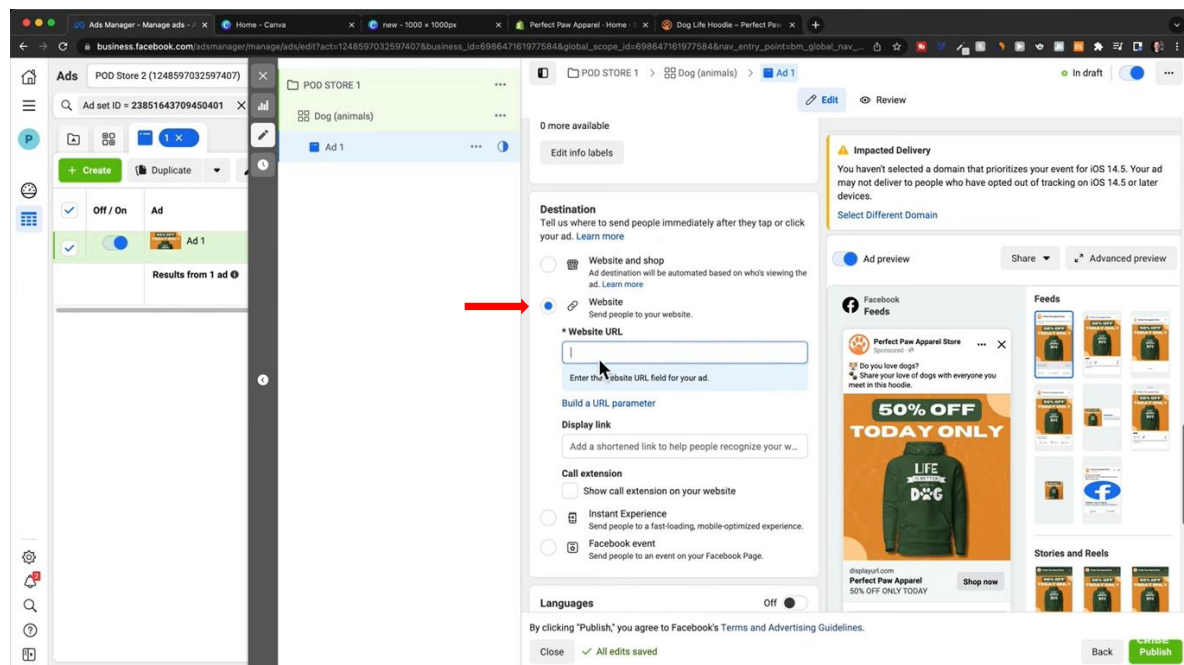 Ads Manager - Manage ads - A
Home - Canva
new - 1000 × 1000px
Perfect Paw Apparel · Home · S
Dog Life Hoodie – Perfect Paw
business.facebook.com/adsmanager/manage/ads/edit?act=1248597032597407&business_id=698647161977584&global_scope_id=698647161977584&nav_entry_point=bm_global_nav_...
Ads
POD Store 2 (1248597032597407)
Ad set ID = 23851643709450401
1 ×
+ Create
Duplicate
Off / On
Ad
Ad 1
Results from 1 ad
P
2
POD STORE 1
Dog (animals)
Ad 1
POD STORE 1 > Dog (animals) > Ad 1
In draft
Edit
Review
0 more available
Edit info labels
Destination
Tell us where to send people immediately after they tap or click
your ad. Learn more
Website and shop
Ad destination will be automated based on who's viewing the
ad. Learn more
Website
Send people to your website.
* Website URL
Enter the website URL field for your ad.
Build a URL parameter
Display link
Add a shortened link to help people recognize your w...
Call extension
Show call extension on your website
Instant Experience
Send people to a fast-loading, mobile-optimized experience.
Facebook event
Send people to an event on your Facebook Page.
Languages
Off
Impacted Delivery
You haven't selected a domain that prioritizes your event for iOS 14.5. Your ad
may not deliver to people who have opted out of tracking on iOS 14.5 or later
devices.
Select Different Domain
Ad preview
Share
Advanced preview
Facebook
Feeds
Perfect Paw Apparel Store
Sponsored
Do you love dogs?
Share your love of dogs with everyone you
meet in this hoodie.
50% OFF
TODAY ONLY
LIFE
IS BETTER
WITH A
DOG
displayurl.com
Perfect Paw Apparel
50% OFF ONLY TODAY
Shop now
Feeds
Stories and Reels
By clicking "Publish," you agree to Facebook's Terms and Advertising Guidelines.
Close
All edits saved
Back
Publish